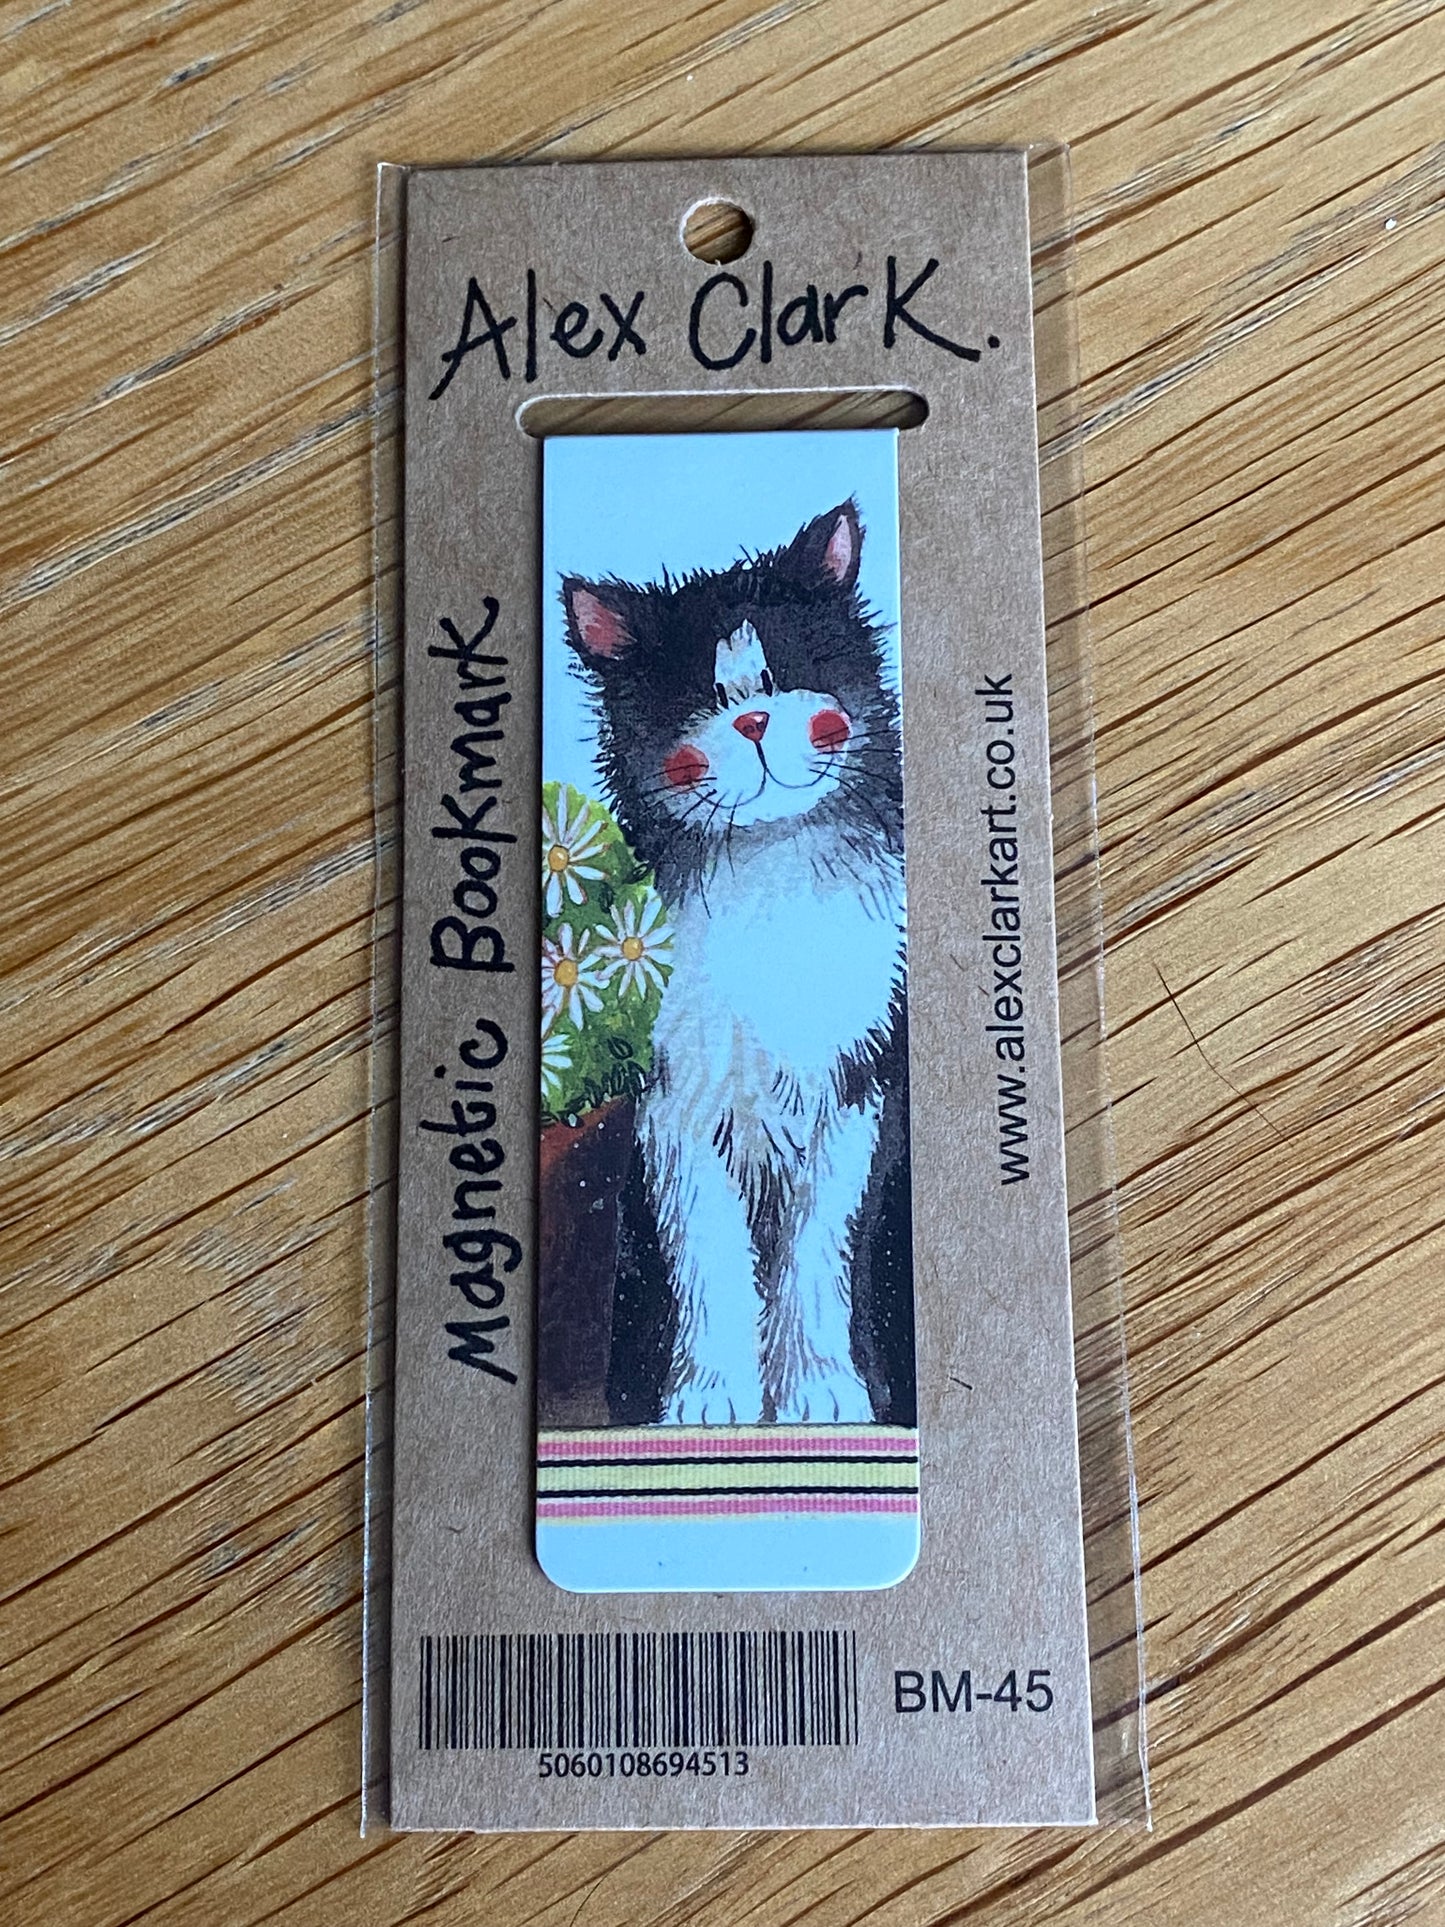 Alex Clark.
Magnetic Bookmark
www.alexclarkart.co.uk
BM-45
5060108694513